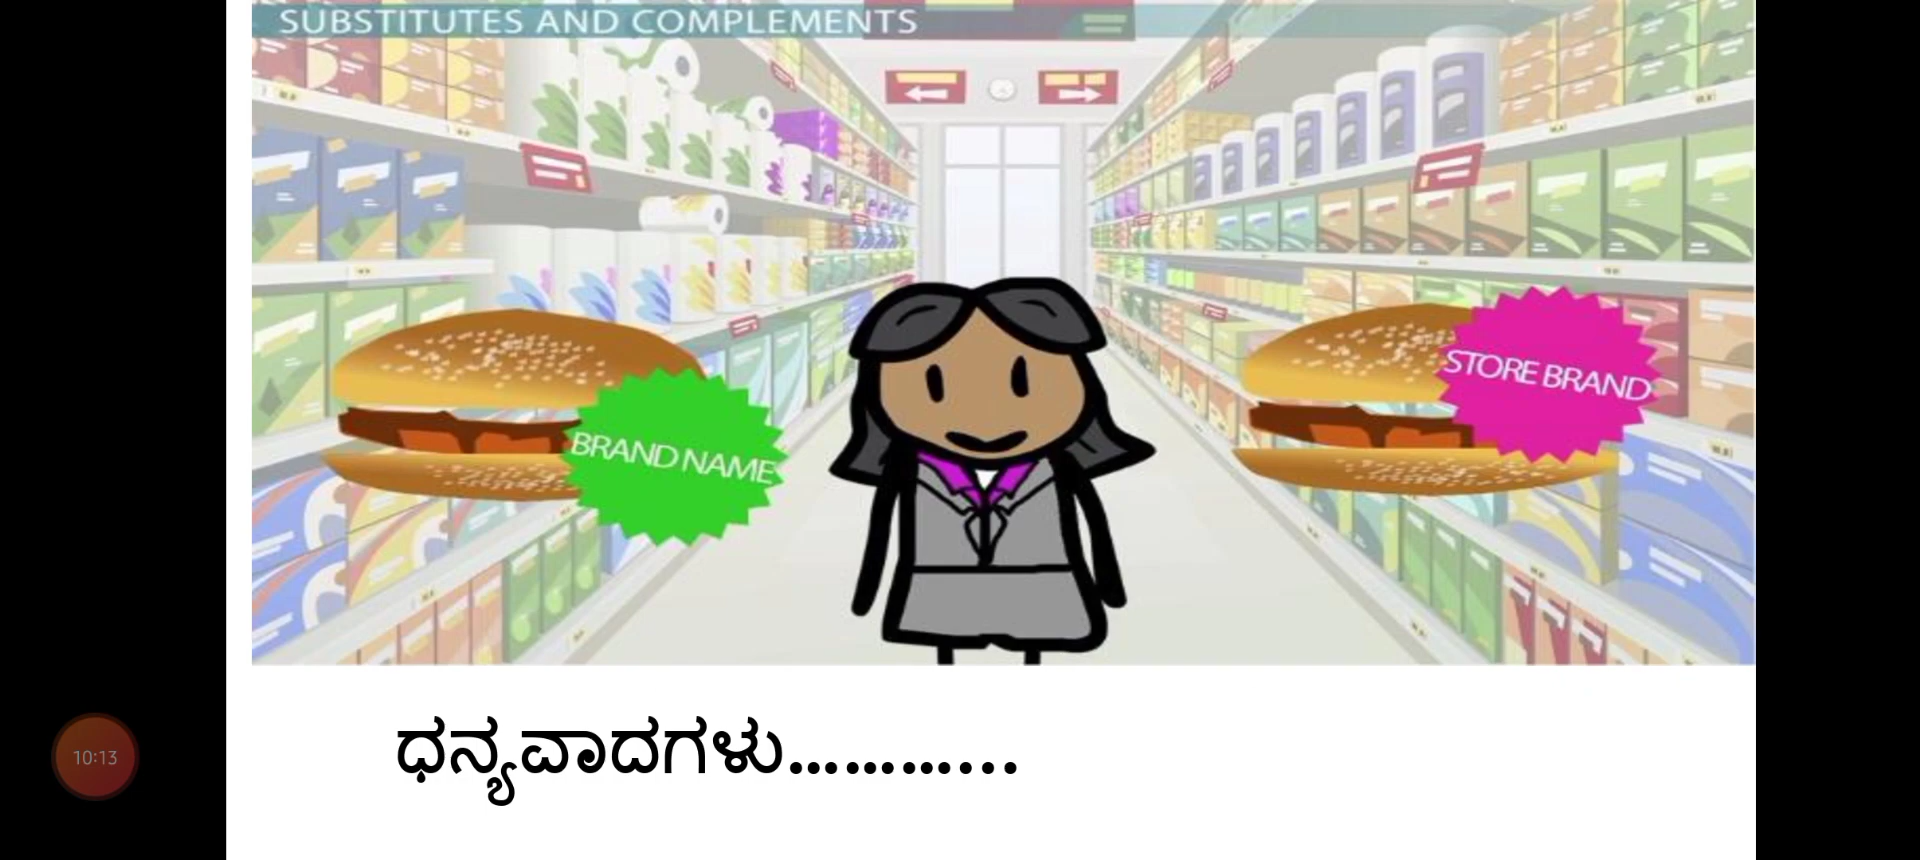 SUBSTITUTES AND COMPLEMENTS
BRAND NAME
STORE BRAND
ಧನ್ಯವಾದಗಳು............
10:13